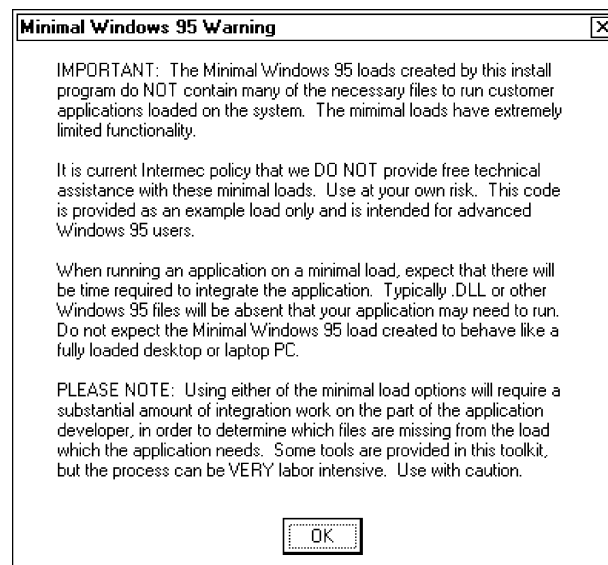 Minimal Windows 95 Warning
IMPORTANT: The Minimal Windows 95 loads created by this install
program do NOT contain many of the necessary files to run customer
applications loaded on the system. The mimimal loads have extremely
limited functionality.
It is current Intermec policy that we DO NOT provide free technical
assistance with these minimal loads. Use at your own risk. This code
is provided as an example load only and is intended for advanced
Windows 95 users.
When running an application on a minimal load, expect that there will
be time required to integrate the application. Typically .DLL or other
Windows 95 files will be absent that your application may need to run.
Do not expect the Minimal Windows 95 load created to behave like a
fully loaded desktop or laptop PC.
PLEASE NOTE: Using either of the minimal load options will require a
substantial amount of integration work on the part of the application
developer, in order to determine which files are missing from the load
which the application needs. Some tools are provided in this toolkit,
but the process can be VERY labor intensive. Use with caution.
OK